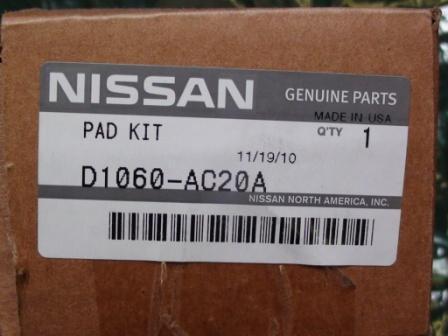 NISSAN GENUINE PARTS
MADE IN USA
PAD KIT Q'TY 1
11/19/10
D1060-AC20A
NISSAN NORTH AMERICA, INC.